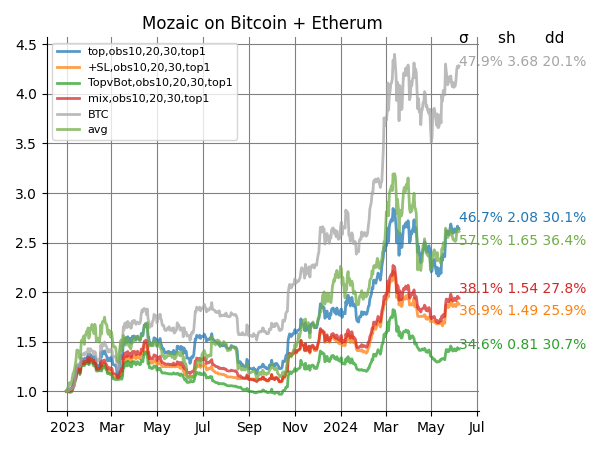 Mozaic on Bitcoin + Etherum
σ sh dd
4.5
4.0
3.5
3.0
2.5
2.0
1.5
1.0
top,obs10,20,30,top1
+SL,obs10,20,30,top1
TopvBot,obs10,20,30,top1
mix,obs10,20,30,top1
BTC
avg
47.9% 3.68 20.1%
46.7% 2.08 30.1%
57.5% 1.65 36.4%
38.1% 1.54 27.8%
36.9% 1.49 25.9%
34.6% 0.81 30.7%
2023 Mar May Jul Sep Nov 2024 Mar May Jul